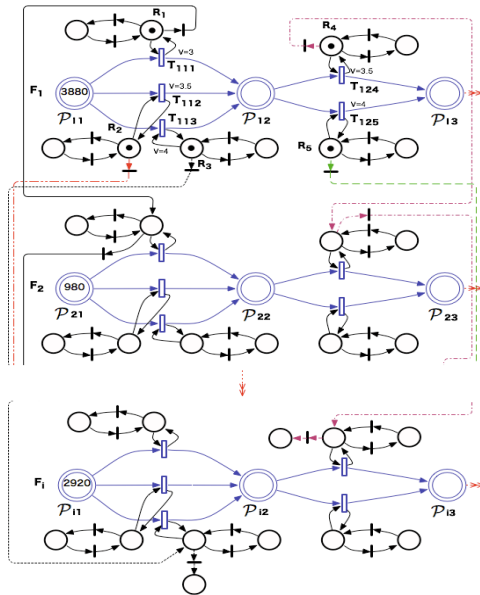 R₁
R₄
V=3
F₁ 3880
T₁₁₁
V=3.5
V=3.5
T₁₁₂
T₁₂₄
V=4
𝒫₁₁ R₂ T₁₁₃ 𝒫₁₂ T₁₂₅ 𝒫₁₃
V=4 R₃ R₅
F₂ 980
𝒫₂₁ 𝒫₂₂ 𝒫₂₃
Fᵢ 2920
𝒫ᵢ₁ 𝒫ᵢ₂ 𝒫ᵢ₃